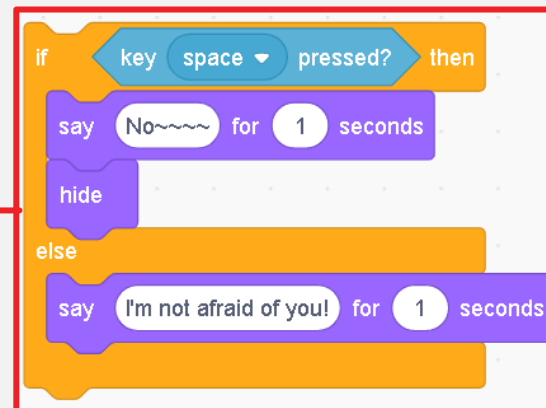 if key space pressed? then
say No~~~~ for 1 seconds
hide
else
say I'm not afraid of you! for 1 seconds